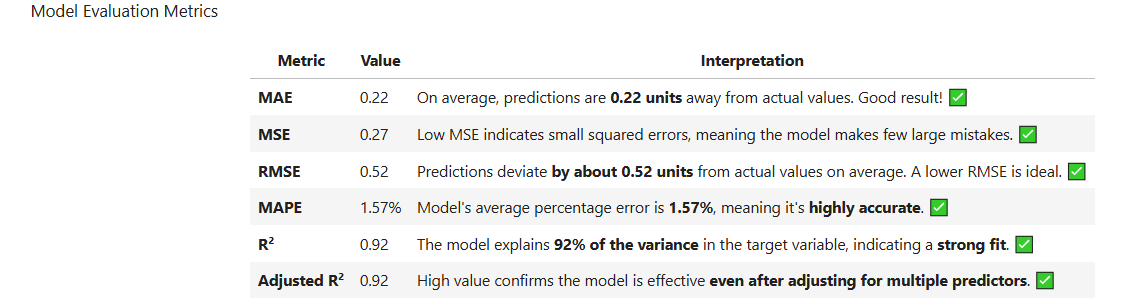 Model Evaluation Metrics
Metric Value Interpretation
MAE 0.22 On average, predictions are 0.22 units away from actual values. Good result! ✅
MSE 0.27 Low MSE indicates small squared errors, meaning the model makes few large mistakes. ✅
RMSE 0.52 Predictions deviate by about 0.52 units from actual values on average. A lower RMSE is ideal. ✅
MAPE 1.57% Model's average percentage error is 1.57%, meaning it's highly accurate. ✅
R² 0.92 The model explains 92% of the variance in the target variable, indicating a strong fit. ✅
Adjusted R² 0.92 High value confirms the model is effective even after adjusting for multiple predictors. ✅